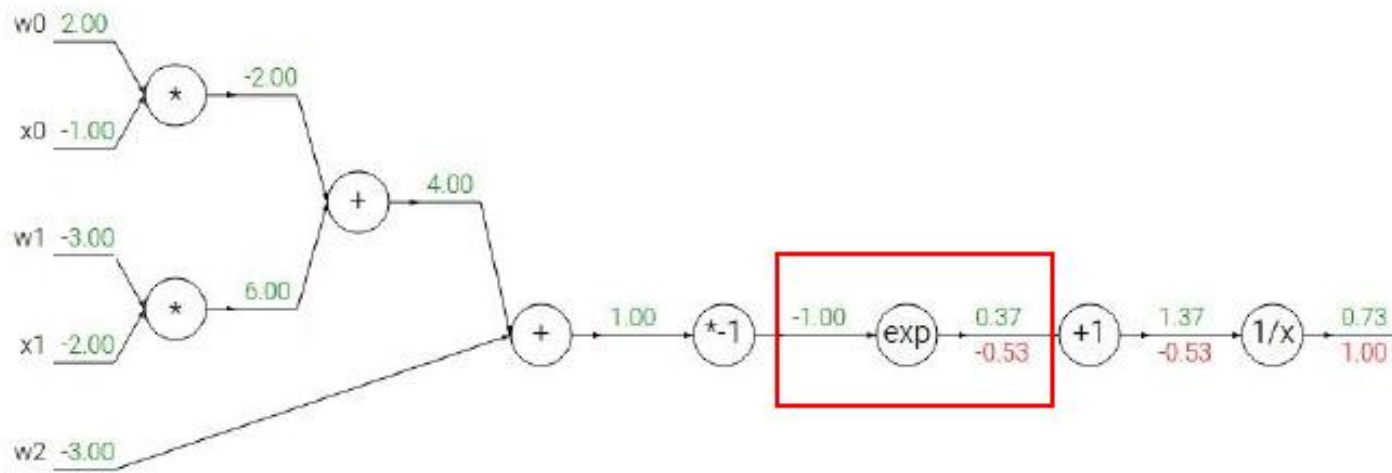 w0 2.00
-2.00
*
x0 -1.00
4.00
+
w1 -3.00
6.00
*
x1 -2.00
1.00 -1.00 0.37 1.37 0.73
+ *-1 exp +1 1/x
-0.53 -0.53 1.00
w2 -3.00